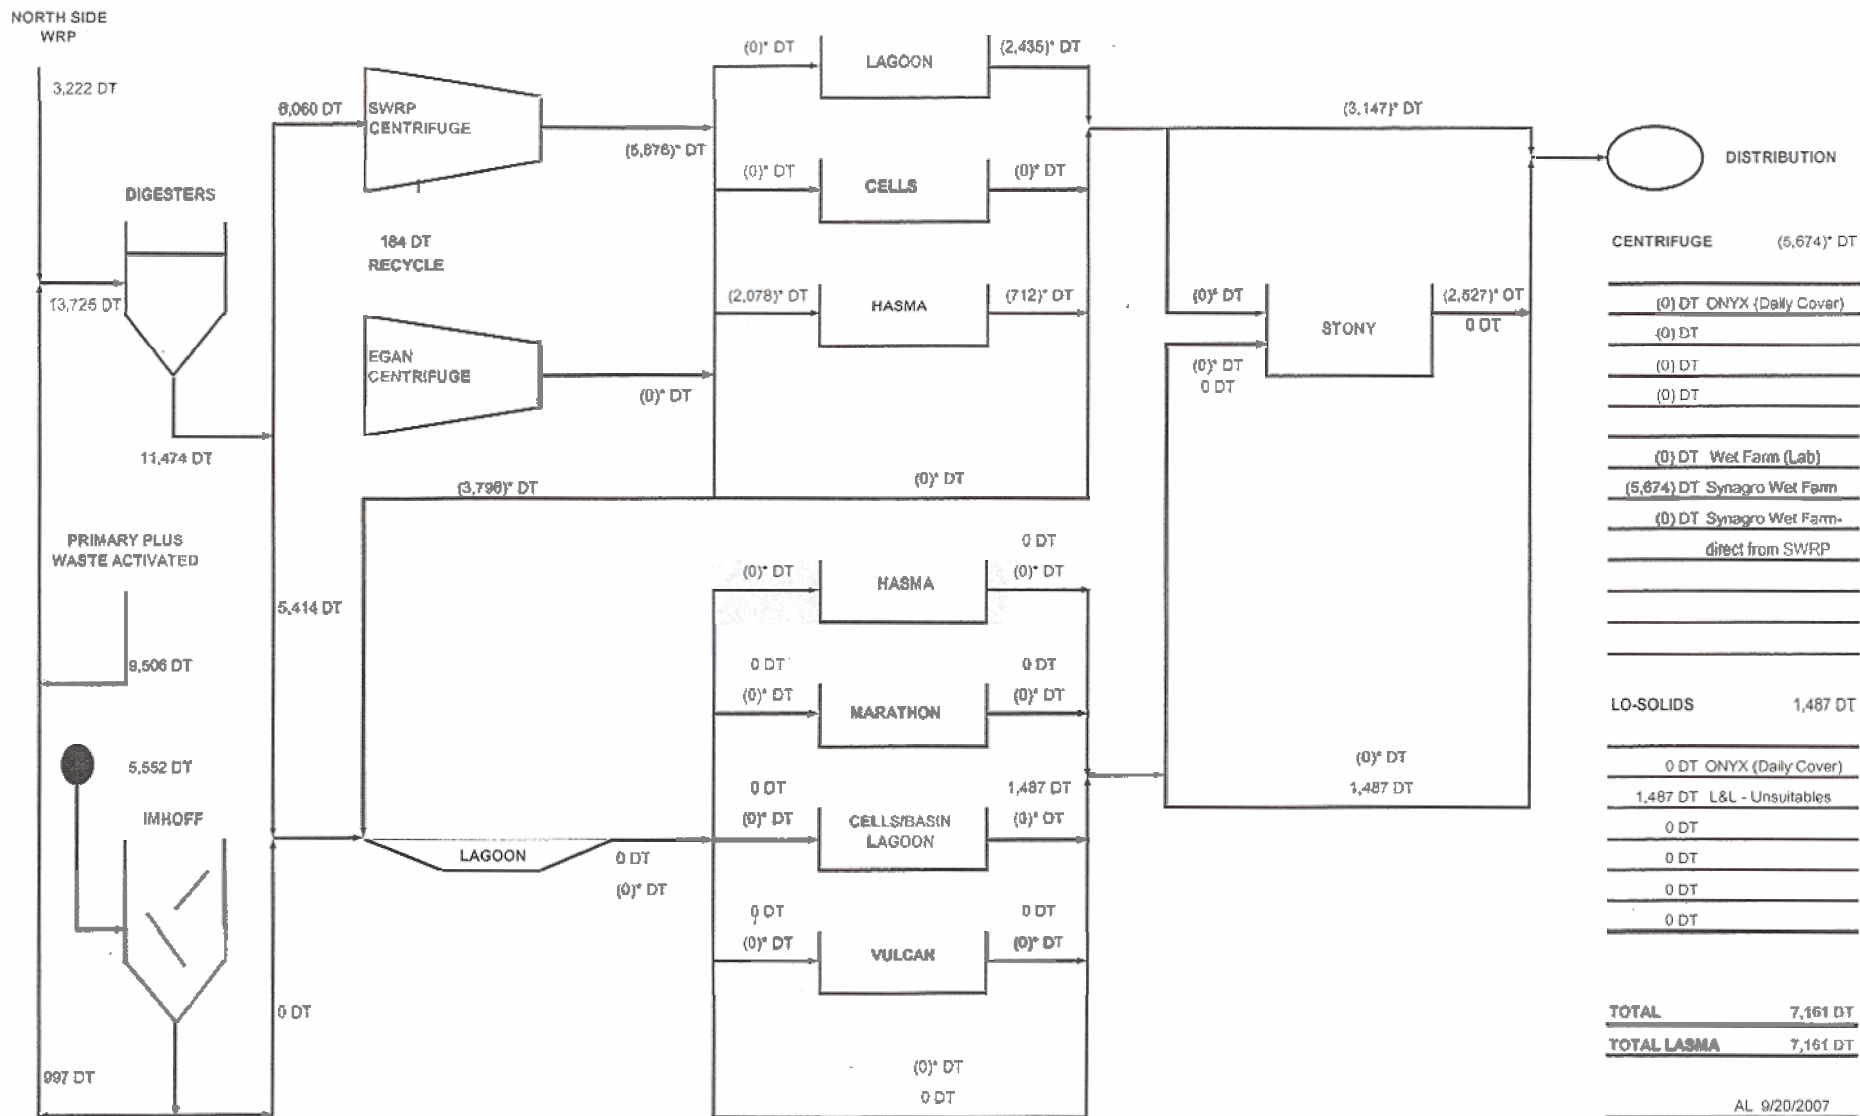 NORTH SIDE
WRP
3,222 DT
DIGESTERS
13,725 DT
11,474 DT
PRIMARY PLUS
WASTE ACTIVATED
9,506 DT
5,552 DT
IMHOFF
997 DT
0 DT
6,060 DT
SWRP
CENTRIFUGE
(5,876)* DT
184 DT
RECYCLE
EGAN
CENTRIFUGE
(0)* DT
(3,798)* DT
(0)* DT
5,414 DT
LAGOON
0 DT
(0)* DT
(0)* DT
LAGOON
(2,435)* DT
(0)* DT
CELLS
(0)* DT
(2,078)* DT
HASMA
(712)* DT
0 DT
(0)* DT
HASMA
(0)* DT
0 DT
0 DT
(0)* DT
MARATHON
(0)* DT
0 DT
1,487 DT
(0)* DT
CELLS/BASIN
LAGOON
(0)* DT
0 DT
0 DT
(0)* DT
VULCAN
(0)* DT
(0)* DT
0 DT
(3,147)* DT
(0)* DT
STONY
(2,527)* DT
0 DT
(0)* DT
0 DT
(0)* DT
1,487 DT
DISTRIBUTION
CENTRIFUGE (5,674)* DT
(0) DT ONYX (Daily Cover)
(0) DT
(0) DT
(0) DT
(0) DT Wet Farm (Lab)
(5,674) DT Synagro Wet Farm
(0) DT Synagro Wet Farm-
direct from SWRP
LO-SOLIDS 1,487 DT
0 DT ONYX (Daily Cover)
1,487 DT L&L - Unsuitables
0 DT
0 DT
0 DT
0 DT
TOTAL 7,161 DT
TOTAL LASMA 7,161 DT
AL 9/20/2007